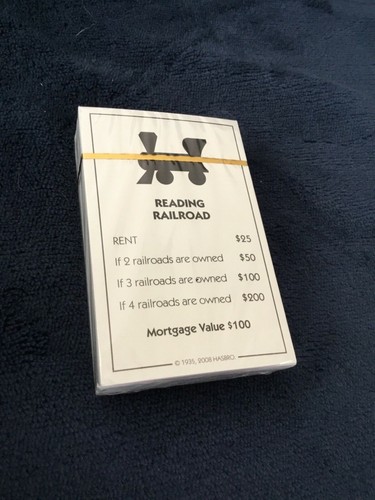 READING
RAILROAD
RENT $25
If 2 railroads are owned $50
If 3 railroads are owned $100
If 4 railroads are owned $200
Mortgage Value $100
© 1935, 2008 HASBRO